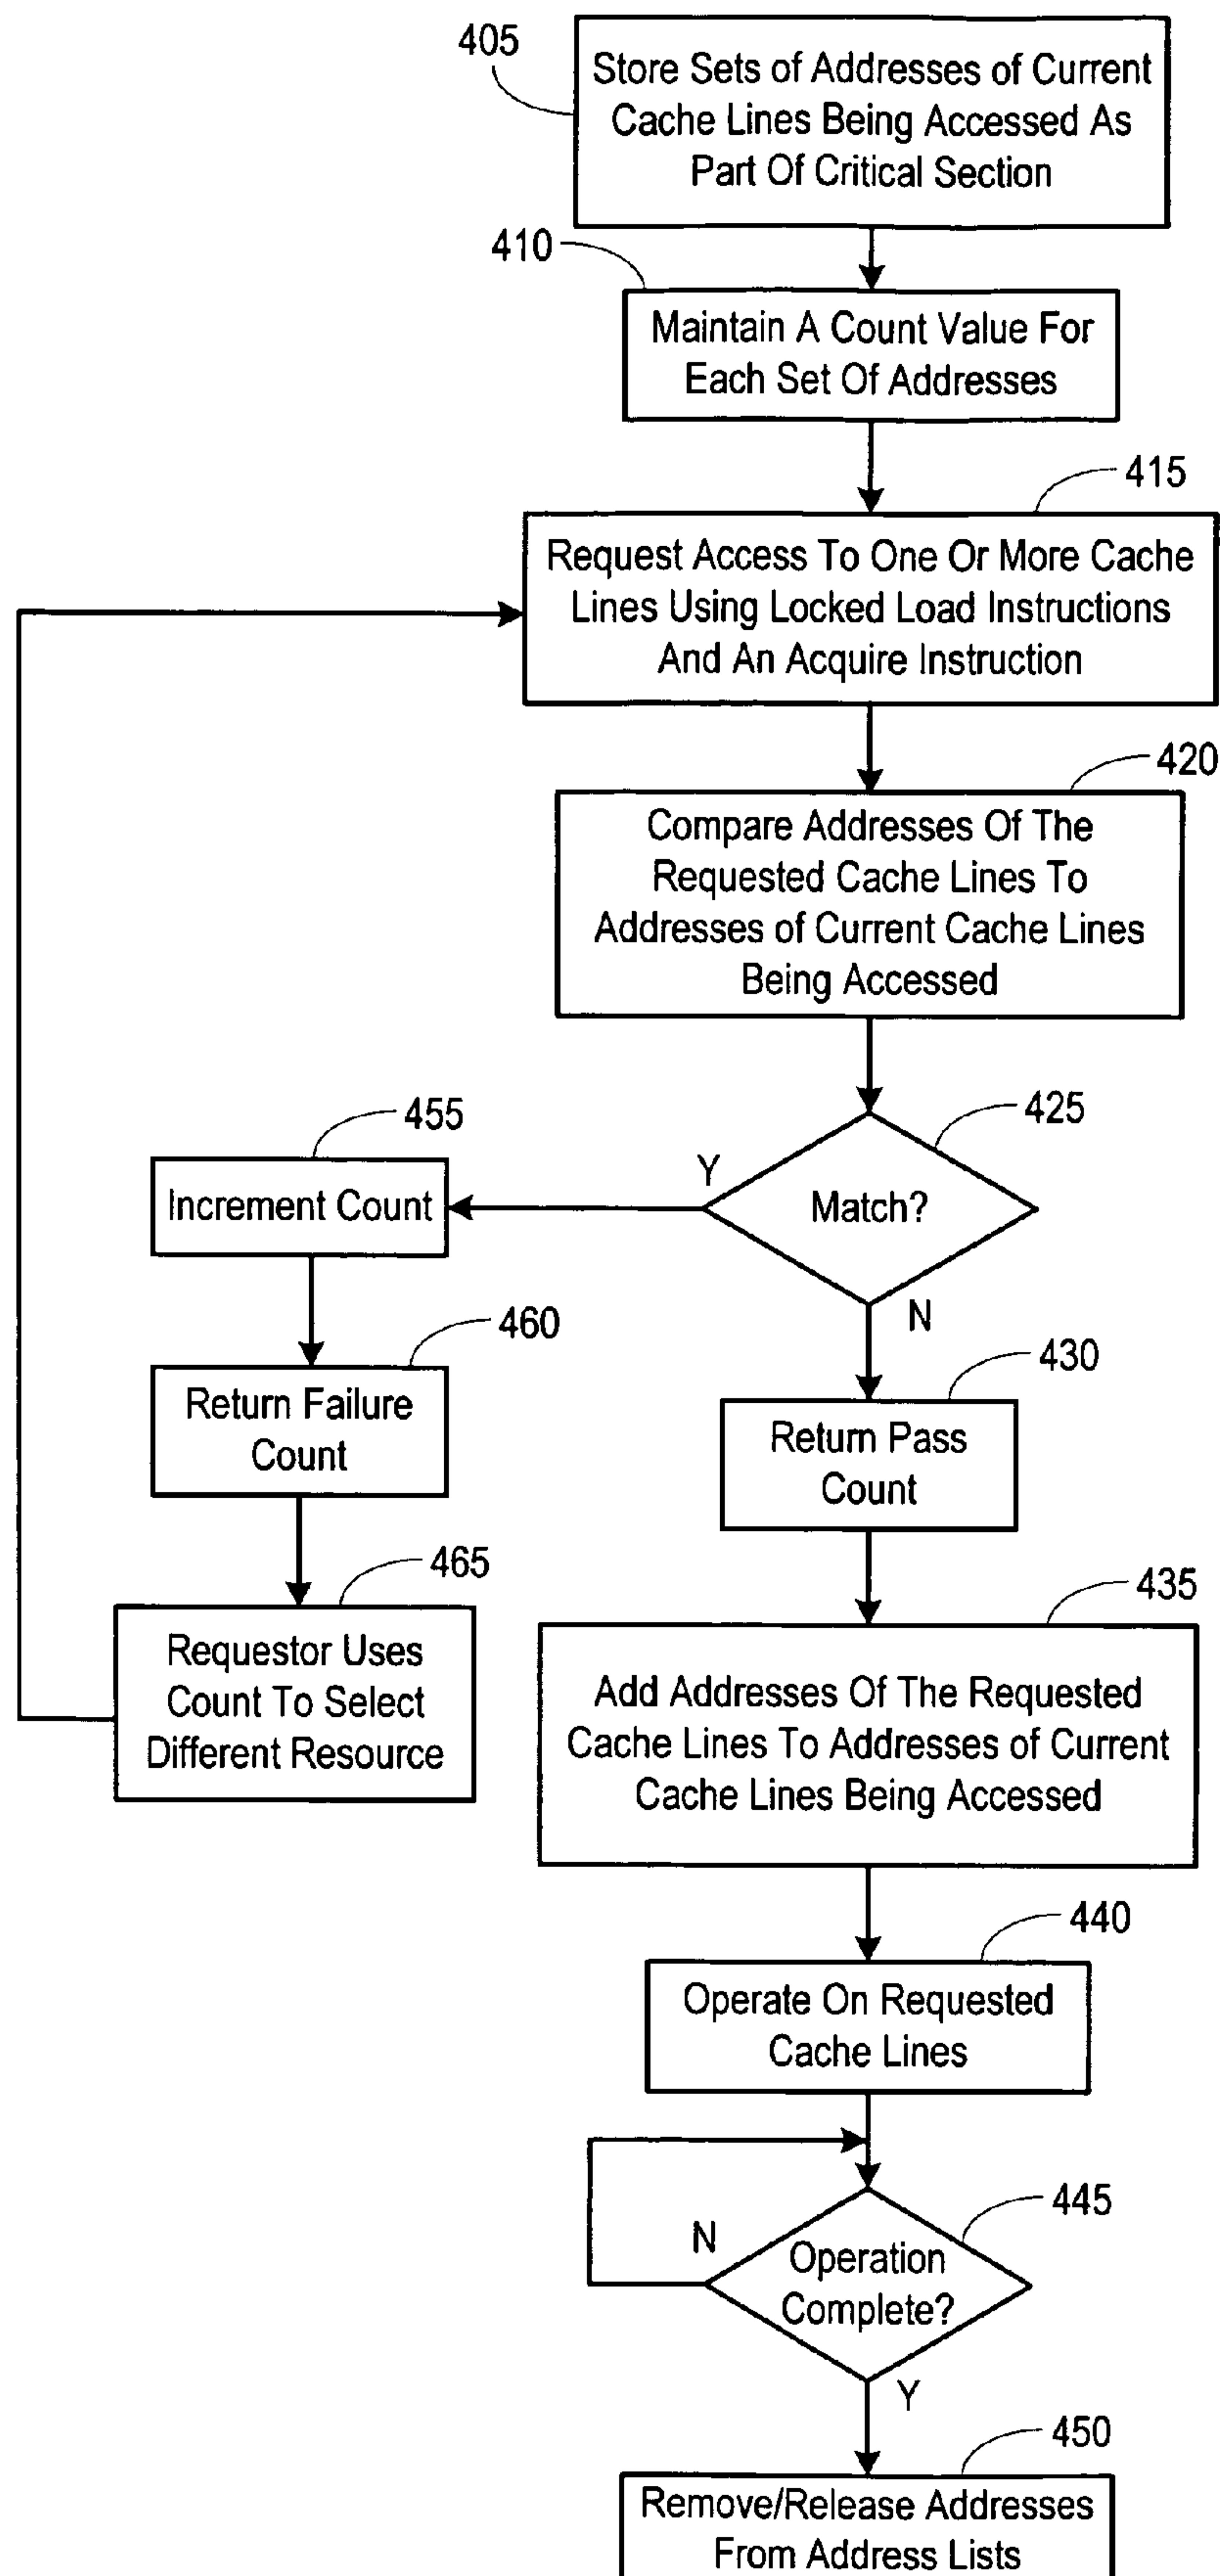 405
Store Sets of Addresses of Current
Cache Lines Being Accessed As
Part Of Critical Section
410
Maintain A Count Value For
Each Set Of Addresses
415
Request Access To One Or More Cache
Lines Using Locked Load Instructions
And An Acquire Instruction
420
Compare Addresses Of The
Requested Cache Lines To
Addresses of Current Cache Lines
Being Accessed
425
Match?
Y
N
455
Increment Count
460
Return Failure
Count
465
Requestor Uses
Count To Select
Different Resource
430
Return Pass
Count
435
Add Addresses Of The Requested
Cache Lines To Addresses of Current
Cache Lines Being Accessed
440
Operate On Requested
Cache Lines
445
Operation
Complete?
N
Y
450
Remove/Release Addresses
From Address Lists